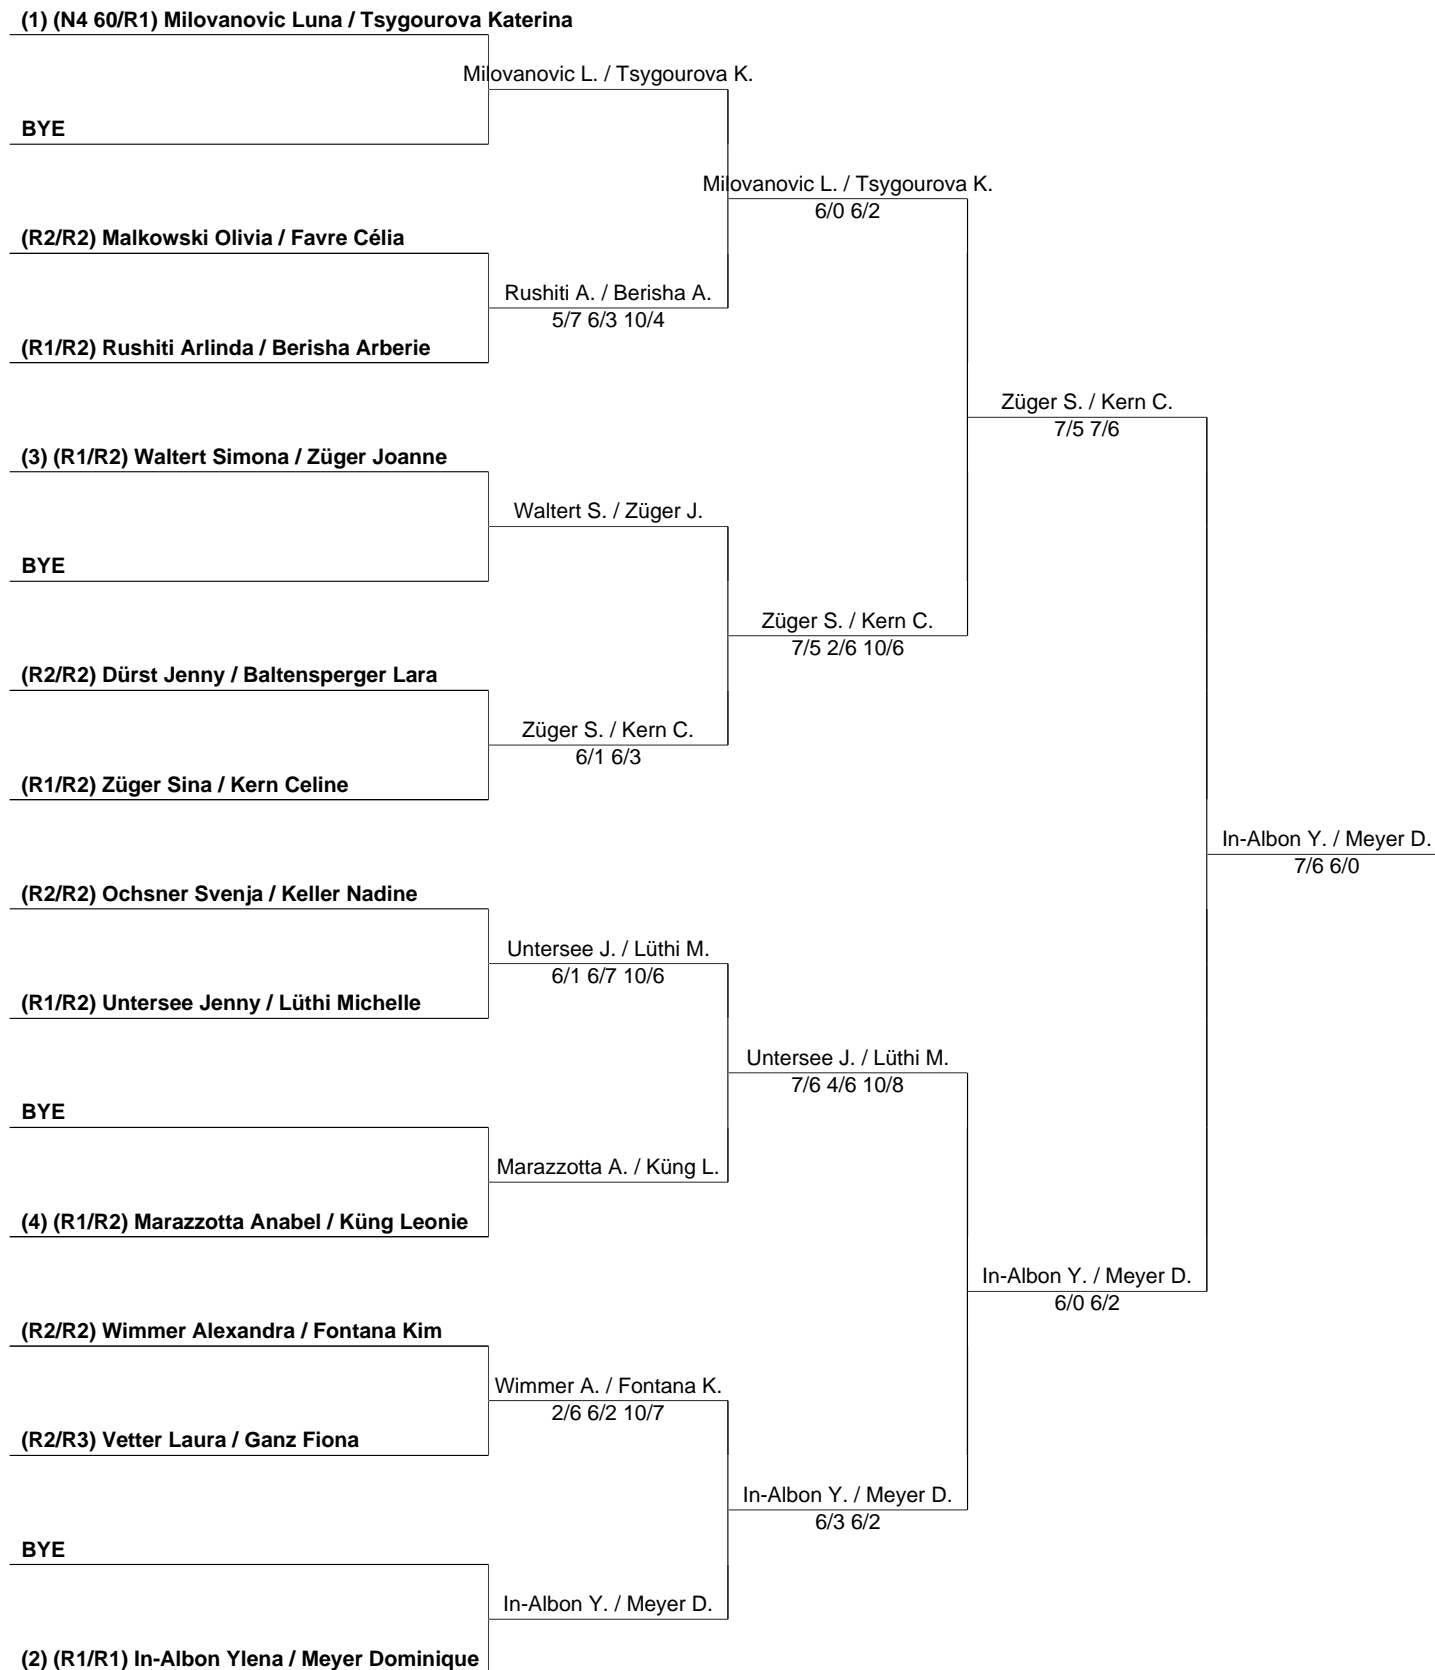 (1) (N4 60/R1) Milovanovic Luna / Tsygourova Katerina
Milovanovic L. / Tsygourova K.
BYE
Milovanovic L. / Tsygourova K.
6/0 6/2
(R2/R2) Malkowski Olivia / Favre Célia
Rushiti A. / Berisha A.
5/7 6/3 10/4
(R1/R2) Rushiti Arlinda / Berisha Arberie
Züger S. / Kern C.
7/5 7/6
(3) (R1/R2) Waltert Simona / Züger Joanne
Waltert S. / Züger J.
BYE
Züger S. / Kern C.
7/5 2/6 10/6
(R2/R2) Dürst Jenny / Baltensperger Lara
Züger S. / Kern C.
6/1 6/3
(R1/R2) Züger Sina / Kern Celine
In-Albon Y. / Meyer D.
7/6 6/0
(R2/R2) Ochsner Svenja / Keller Nadine
Untersee J. / Lüthi M.
6/1 6/7 10/6
(R1/R2) Untersee Jenny / Lüthi Michelle
Untersee J. / Lüthi M.
7/6 4/6 10/8
BYE
Marazzotta A. / Küng L.
(4) (R1/R2) Marazzotta Anabel / Küng Leonie
In-Albon Y. / Meyer D.
6/0 6/2
(R2/R2) Wimmer Alexandra / Fontana Kim
Wimmer A. / Fontana K.
2/6 6/2 10/7
(R2/R3) Vetter Laura / Ganz Fiona
In-Albon Y. / Meyer D.
6/3 6/2
BYE
In-Albon Y. / Meyer D.
(2) (R1/R1) In-Albon Ylena / Meyer Dominique